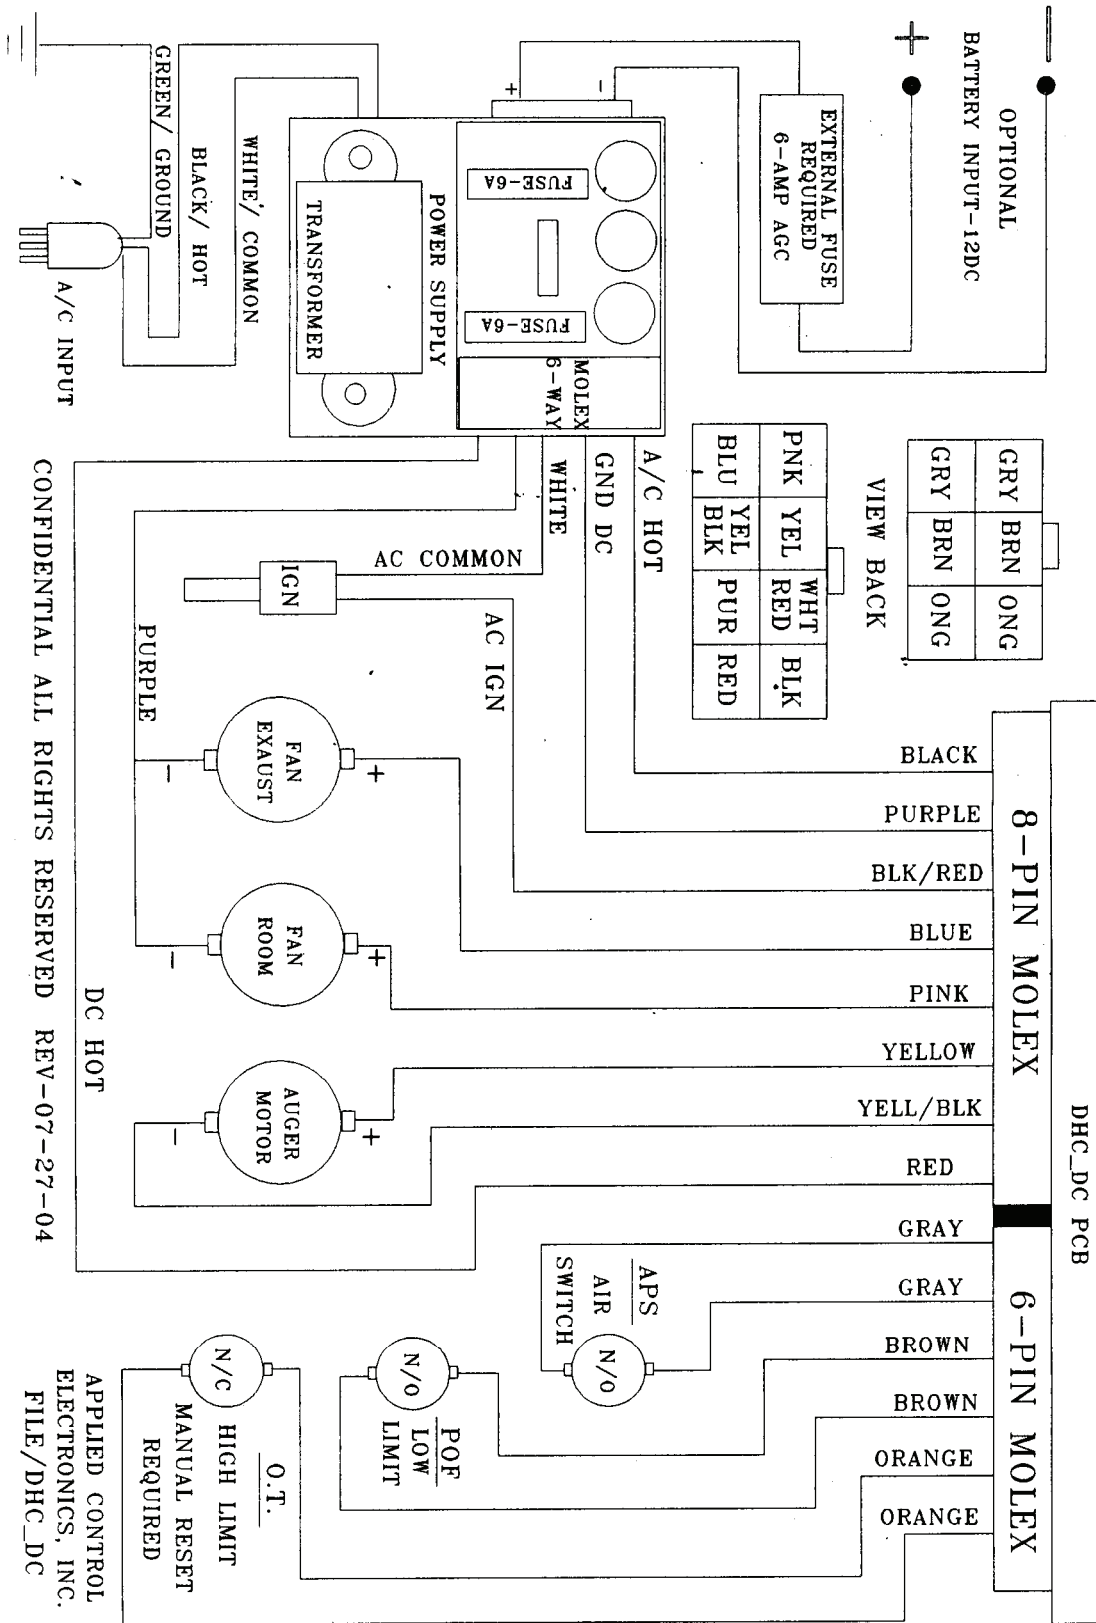 DHC_DC PCB
8-PIN MOLEX
6-PIN MOLEX
BLACK
PURPLE
BLK/RED
BLUE
PINK
YELLOW
YELL/BLK
RED
GRAY
GRAY
BROWN
BROWN
ORANGE
ORANGE
−
+
OPTIONAL
BATTERY INPUT-12DC
EXTERNAL FUSE
REQUIRED
6-AMP AGC
GRY BRN ONG
GRY BRN ONG
VIEW BACK
PNK YEL WHT RED BLK
BLU YEL BLK PUR RED
+
-
FUSE-6A
FUSE-6A
MOLEX
6-WAY
POWER SUPPLY
TRANSFORMER
A/C HOT
GND DC
WHITE
AC COMMON
AC IGN
IGN
WHITE/ COMMON
BLACK/ HOT
GREEN/ GROUND
A/C INPUT
PURPLE
FAN
EXAUST
+
-
FAN
ROOM
+
-
AUGER
MOTOR
+
-
DC HOT
APS
AIR
SWITCH
N/O
N/O
POF
LOW
LIMIT
N/C
O.T.
HIGH LIMIT
MANUAL RESET
REQUIRED
CONFIDENTIAL ALL RIGHTS RESERVED REV-07-27-04
APPLIED CONTROL
ELECTRONICS, INC.
FILE/DHC_DC